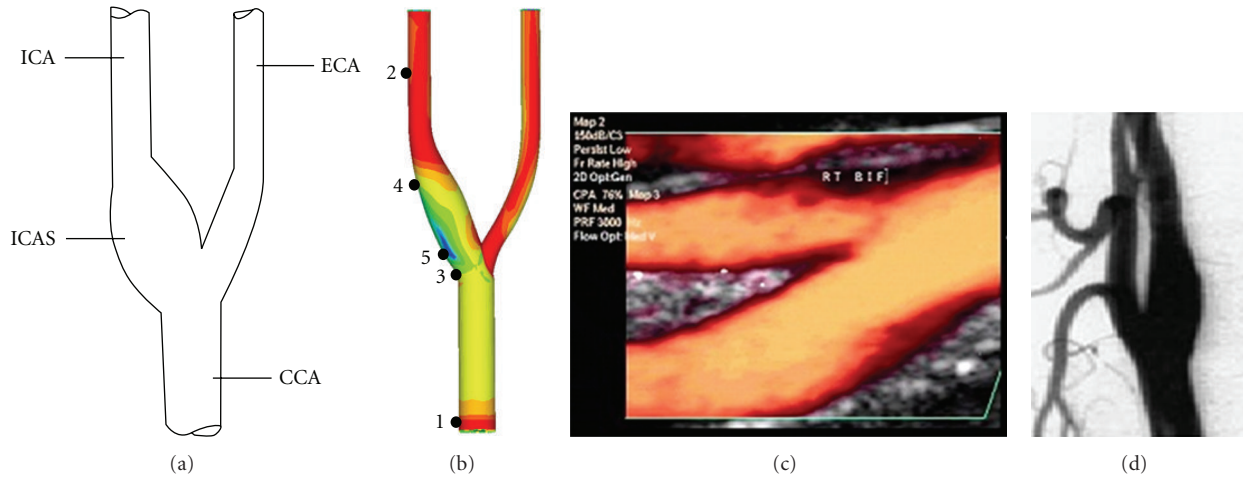 ICA
ECA
ICAS
CCA
(a)
2
4
5
3
1
(b)
Map 2
150dB/C3
Persist Low
Fr Rate High
2D OptGen
CPA 76% Map 3
WF Med
PRF 3000 Hz
Flow Opt: Med V
RT BIF]
(c)
(d)